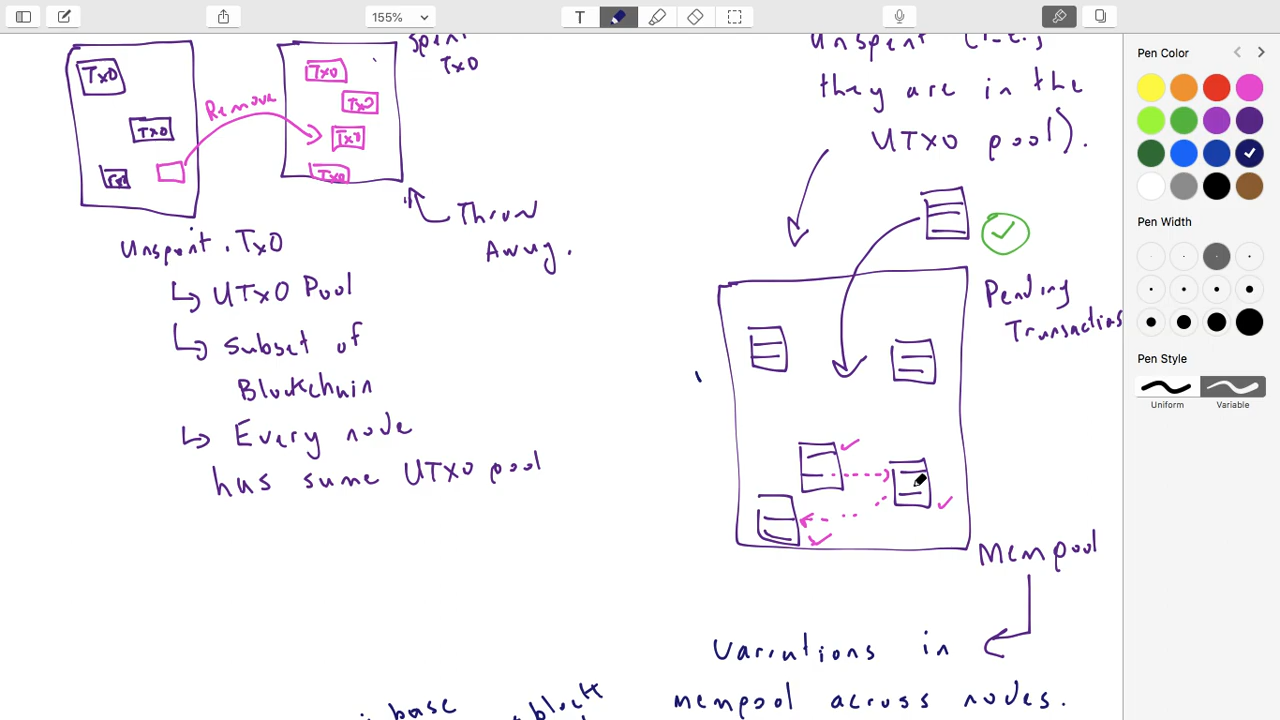 155%
T
Spent
TxO
TxO
TxO
TxO
TxO
TxO
TxO
Remove
Throw
Away.
Unspent. TxO
↳ UTXO Pool
↳ Subset of
Blockchain
↳ Every node
has same UTXO pool
unspent (i.e.,
they are in the
UTXO pool).
Pending
Transactions
Mempool
Variations in
mempool across nodes.
base
block
Pen Color
Pen Width
Pen Style
Uniform
Variable